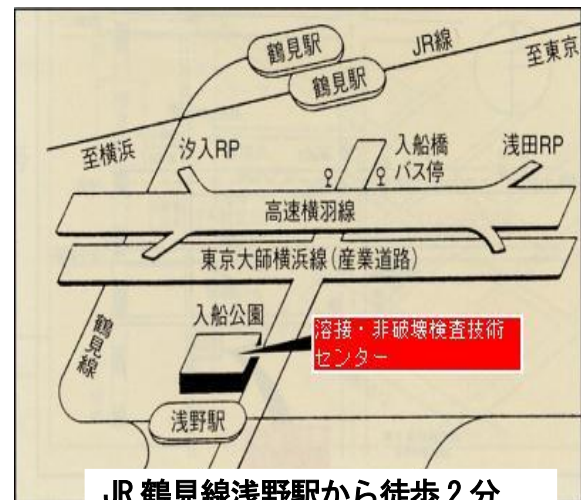 鶴見駅
JR線
至東京
鶴見駅
至横浜
汐入RP
入船橋
バス停
浅田RP
高速横羽線
東京大師横浜線(産業道路)
鶴見線
入船公園
溶接・非破壊検査技術
センター
浅野駅
JR鶴見線浅野駅から徒歩2分